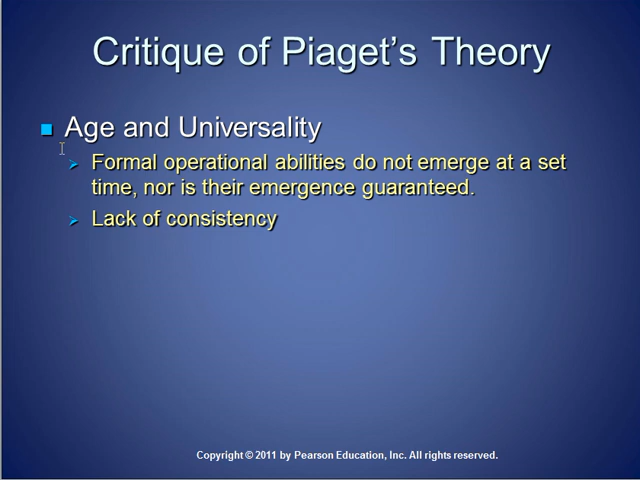 Critique of Piaget's Theory
Age and Universality
Formal operational abilities do not emerge at a set
time, nor is their emergence guaranteed.
Lack of consistency
Copyright © 2011 by Pearson Education, Inc. All rights reserved.